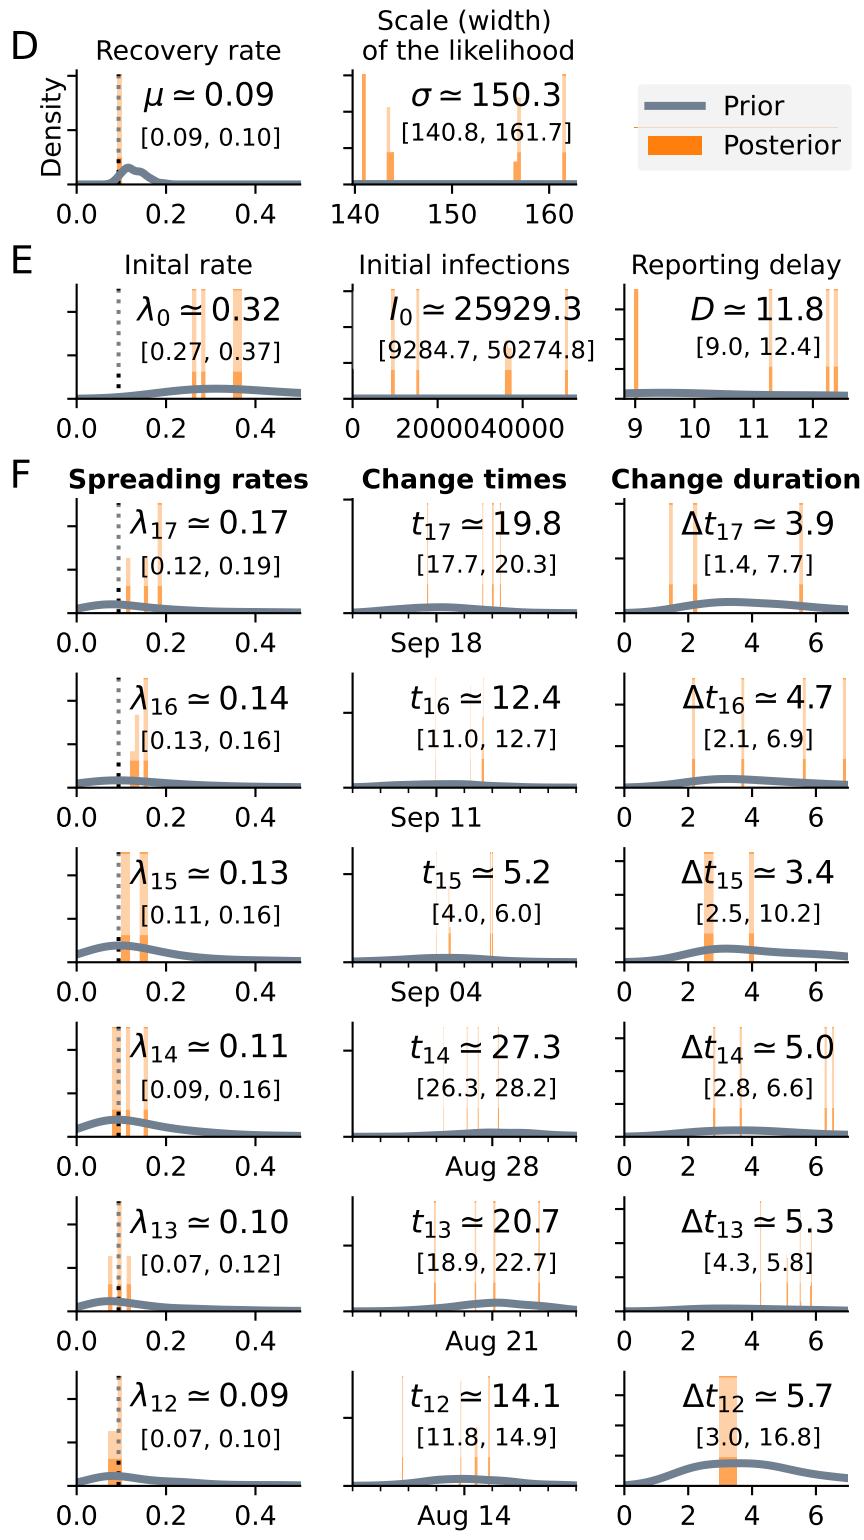 D
Recovery rate
Scale (width)
of the likelihood
Density
μ ≃ 0.09
[0.09, 0.10]
σ ≃ 150.3
[140.8, 161.7]
Prior
Posterior
0.0 0.2 0.4
140 150 160
E
Inital rate
Initial infections
Reporting delay
λ0 ≃ 0.32
[0.27, 0.37]
I0 ≃ 25929.3
[9284.7, 50274.8]
D ≃ 11.8
[9.0, 12.4]
0.0 0.2 0.4
0 20000 40000
9 10 11 12
F
Spreading rates
Change times
Change duration
λ17 ≃ 0.17
[0.12, 0.19]
t17 ≃ 19.8
[17.7, 20.3]
Δt17 ≃ 3.9
[1.4, 7.7]
0.0 0.2 0.4
Sep 18
0 2 4 6
λ16 ≃ 0.14
[0.13, 0.16]
t16 ≃ 12.4
[11.0, 12.7]
Δt16 ≃ 4.7
[2.1, 6.9]
0.0 0.2 0.4
Sep 11
0 2 4 6
λ15 ≃ 0.13
[0.11, 0.16]
t15 ≃ 5.2
[4.0, 6.0]
Δt15 ≃ 3.4
[2.5, 10.2]
0.0 0.2 0.4
Sep 04
0 2 4 6
λ14 ≃ 0.11
[0.09, 0.16]
t14 ≃ 27.3
[26.3, 28.2]
Δt14 ≃ 5.0
[2.8, 6.6]
0.0 0.2 0.4
Aug 28
0 2 4 6
λ13 ≃ 0.10
[0.07, 0.12]
t13 ≃ 20.7
[18.9, 22.7]
Δt13 ≃ 5.3
[4.3, 5.8]
0.0 0.2 0.4
Aug 21
0 2 4 6
λ12 ≃ 0.09
[0.07, 0.10]
t12 ≃ 14.1
[11.8, 14.9]
Δt12 ≃ 5.7
[3.0, 16.8]
0.0 0.2 0.4
Aug 14
0 2 4 6